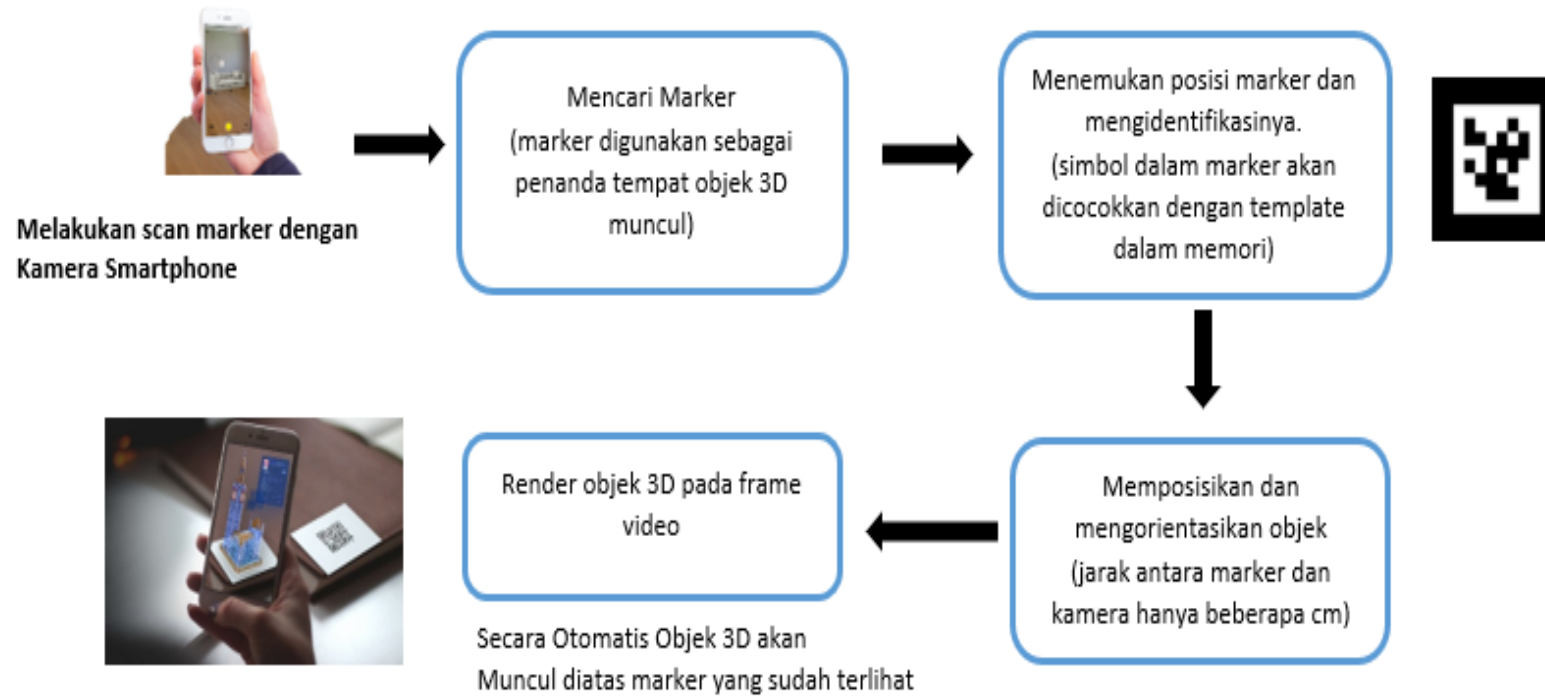 Melakukan scan marker dengan
Kamera Smartphone
Mencari Marker
(marker digunakan sebagai
penanda tempat objek 3D
muncul)
Menemukan posisi marker dan
mengidentifikasinya.
(simbol dalam marker akan
dicocokkan dengan template
dalam memori)
Memposisikan dan
mengorientasikan objek
(jarak antara marker dan
kamera hanya beberapa cm)
Render objek 3D pada frame
video
Secara Otomatis Objek 3D akan
Muncul diatas marker yang sudah terlihat